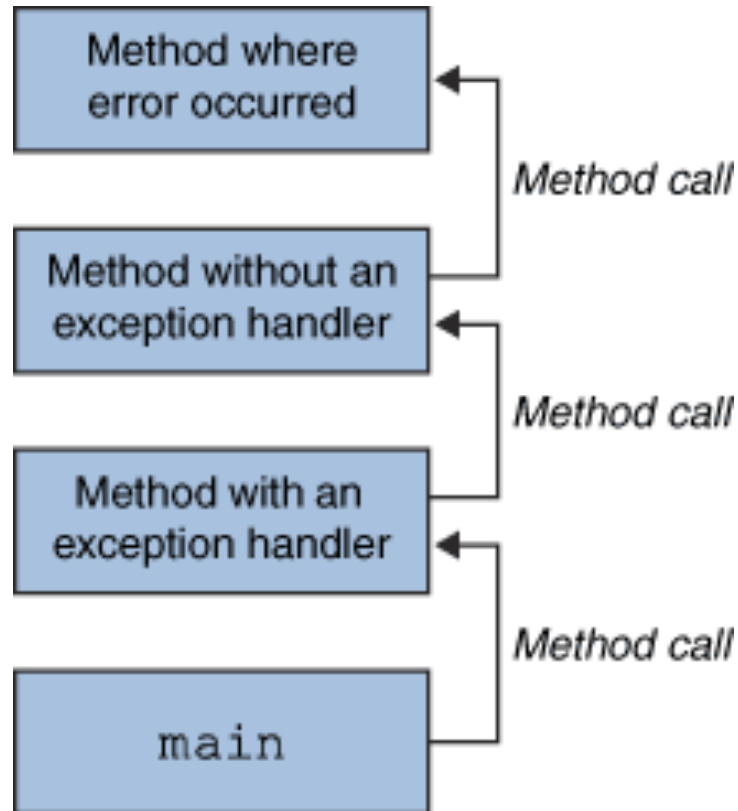 Method where
error occurred
Method call
Method without an
exception handler
Method call
Method with an
exception handler
Method call
main